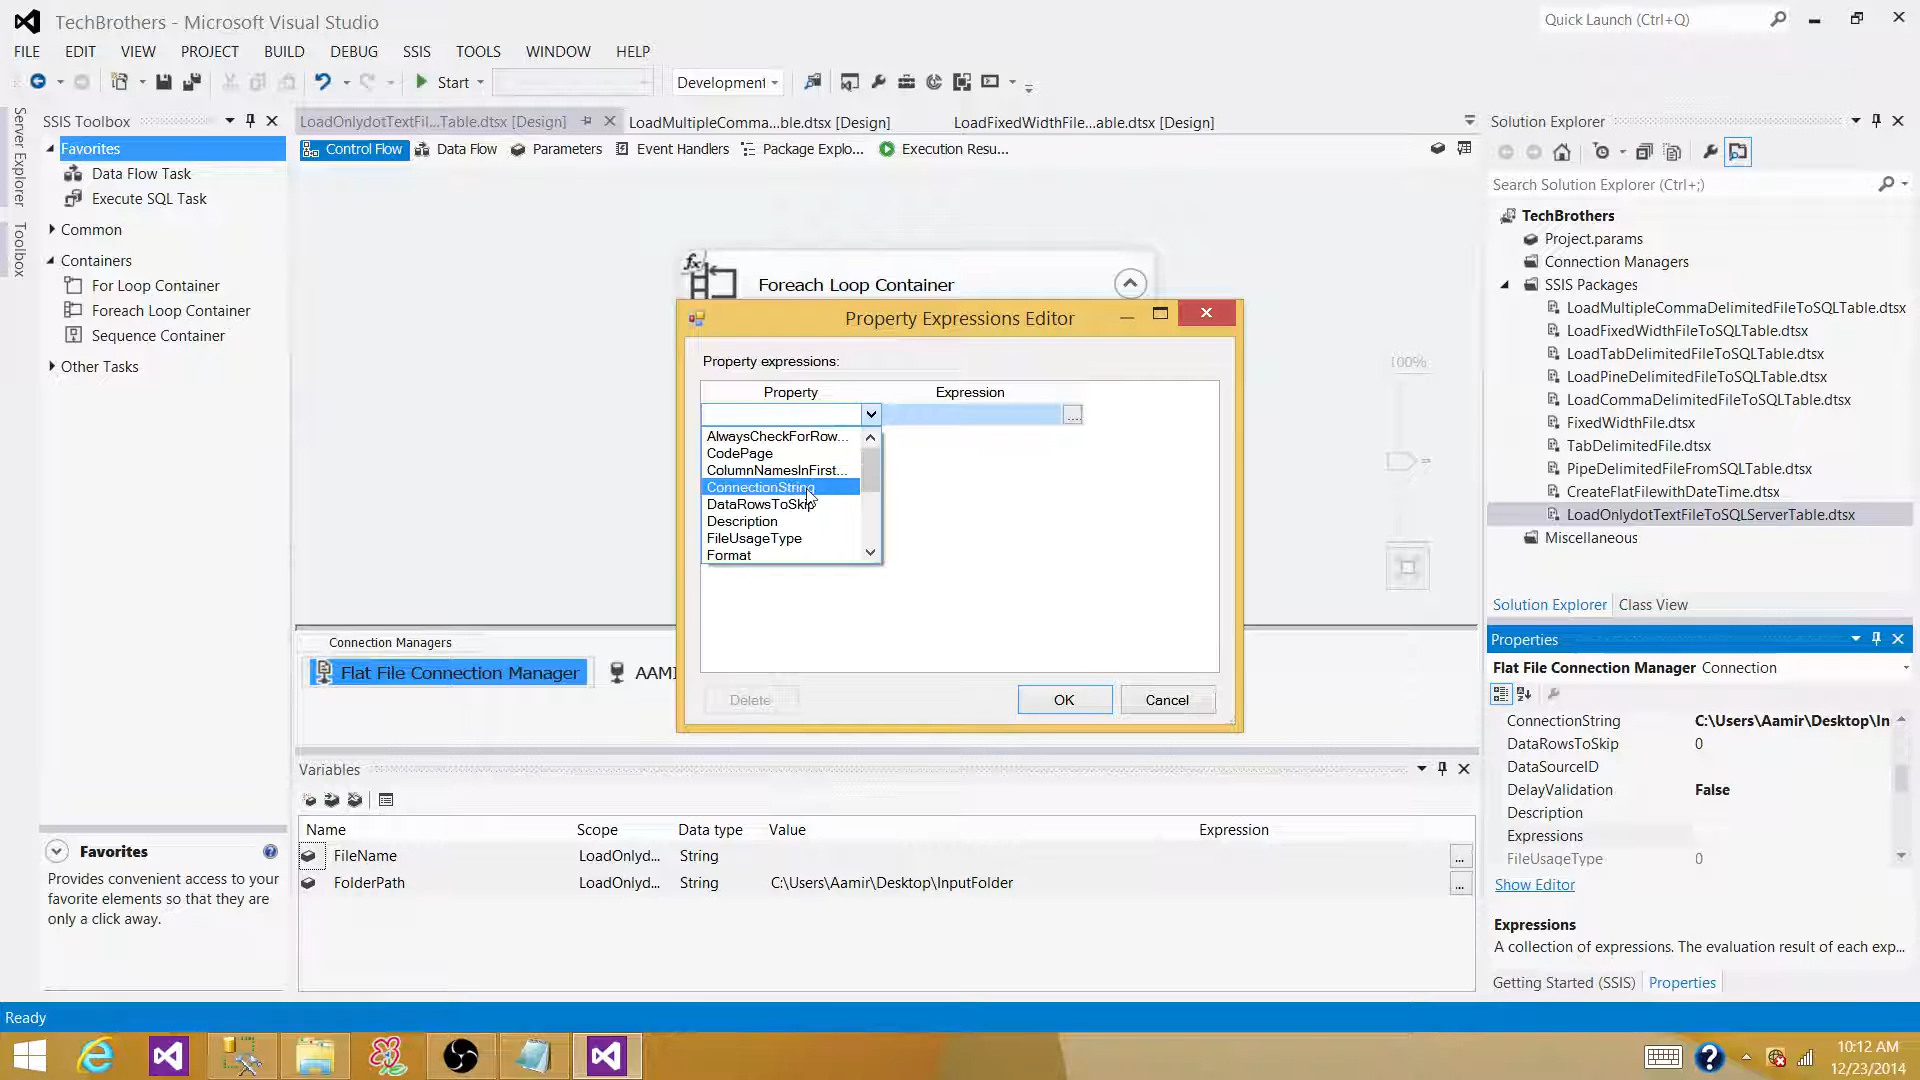 TechBrothers - Microsoft Visual Studio
Quick Launch (Ctrl+Q)
FILE EDIT VIEW PROJECT BUILD DEBUG SSIS TOOLS WINDOW HELP
Start Development
Server Explorer
Toolbox
SSIS Toolbox
LoadOnlydotTextFil...Table.dtsx [Design] LoadMultipleComma...ble.dtsx [Design] LoadFixedWidthFile...able.dtsx [Design]
Control Flow Data Flow Parameters Event Handlers Package Explo... Execution Resu...
Favorites
Data Flow Task
Execute SQL Task
Common
Containers
For Loop Container
Foreach Loop Container
Sequence Container
Other Tasks
Favorites
Provides convenient access to your
favorite elements so that they are
only a click away.
fx
Foreach Loop Container
100%
Property Expressions Editor
Property expressions:
Property Expression
...
AlwaysCheckForRow...
CodePage
ColumnNamesInFirst...
ConnectionString
DataRowsToSkip
Description
FileUsageType
Format
Delete OK Cancel
Connection Managers
Flat File Connection Manager AAMI
Variables
Name Scope Data type Value Expression
FileName LoadOnlyd... String ...
FolderPath LoadOnlyd... String C:\Users\Aamir\Desktop\InputFolder ...
Solution Explorer
Search Solution Explorer (Ctrl+;)
TechBrothers
Project.params
Connection Managers
SSIS Packages
LoadMultipleCommaDelimitedFileToSQLTable.dtsx
LoadFixedWidthFileToSQLTable.dtsx
LoadTabDelimitedFileToSQLTable.dtsx
LoadPineDelimitedFileToSQLTable.dtsx
LoadCommaDelimitedFileToSQLTable.dtsx
FixedWidthFile.dtsx
TabDelimitedFile.dtsx
PipeDelimitedFileFromSQLTable.dtsx
CreateFlatFilewithDateTime.dtsx
LoadOnlydotTextFileToSQLServerTable.dtsx
Miscellaneous
Solution Explorer Class View
Properties
Flat File Connection Manager Connection
ConnectionString C:\Users\Aamir\Desktop\In
DataRowsToSkip 0
DataSourceID
DelayValidation False
Description
Expressions
FileUsageType 0
Show Editor
Expressions
A collection of expressions. The evaluation result of each exp...
Getting Started (SSIS) Properties
Ready
10:12 AM
12/23/2014